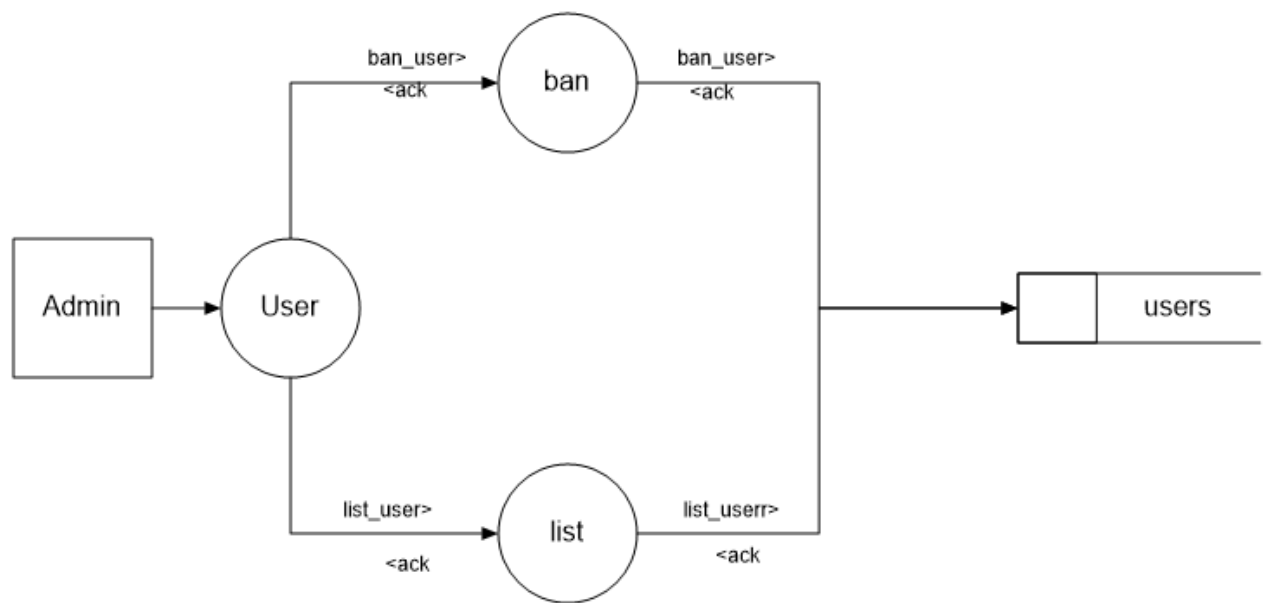 ban_user>
<ack
ban
ban_user>
<ack
Admin
User
users
list_user>
<ack
list
list_userr>
<ack